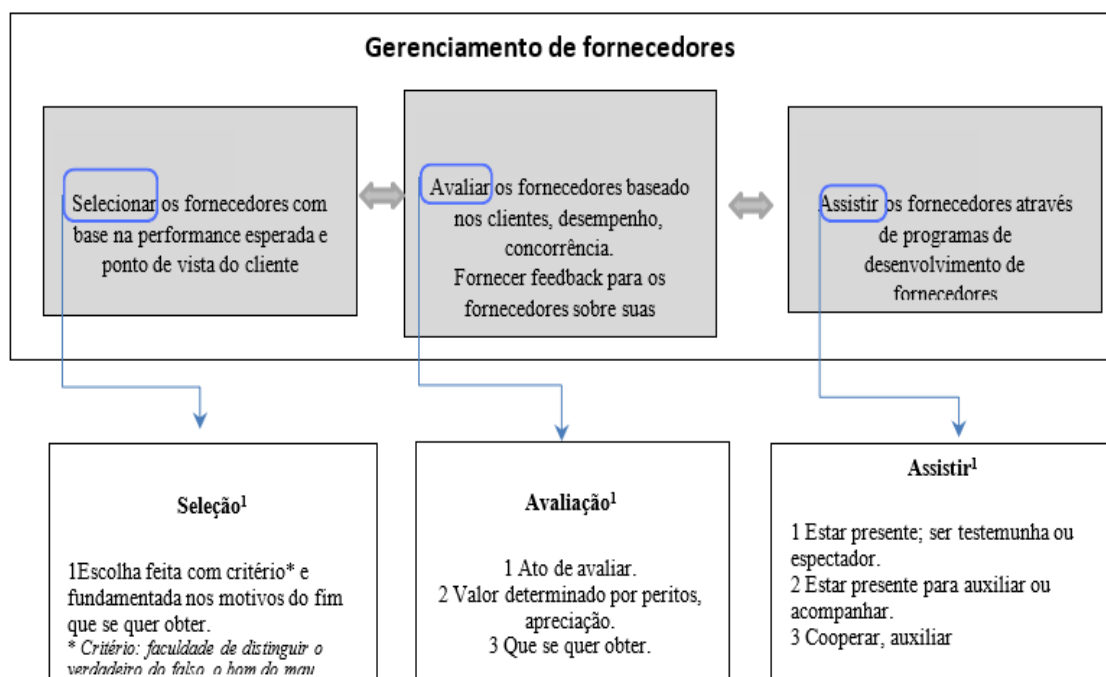 Gerenciamento de fornecedores
Selecionar os fornecedores com
base na performance esperada e
ponto de vista do cliente
Avaliar os fornecedores baseado
nos clientes, desempenho,
concorrência.
Fornecer feedback para os
fornecedores sobre suas
Assistir os fornecedores através
de programas de
desenvolvimento de
fornecedores
Seleção¹
1Escolha feita com critério* e
fundamentada nos motivos do fim
que se quer obter.
* Critério: faculdade de distinguir o
verdadeiro do falso, o bom do mau
Avaliação¹
1 Ato de avaliar.
2 Valor determinado por peritos,
apreciação.
3 Que se quer obter.
Assistir¹
1 Estar presente; ser testemunha ou
espectador.
2 Estar presente para auxiliar ou
acompanhar.
3 Cooperar, auxiliar